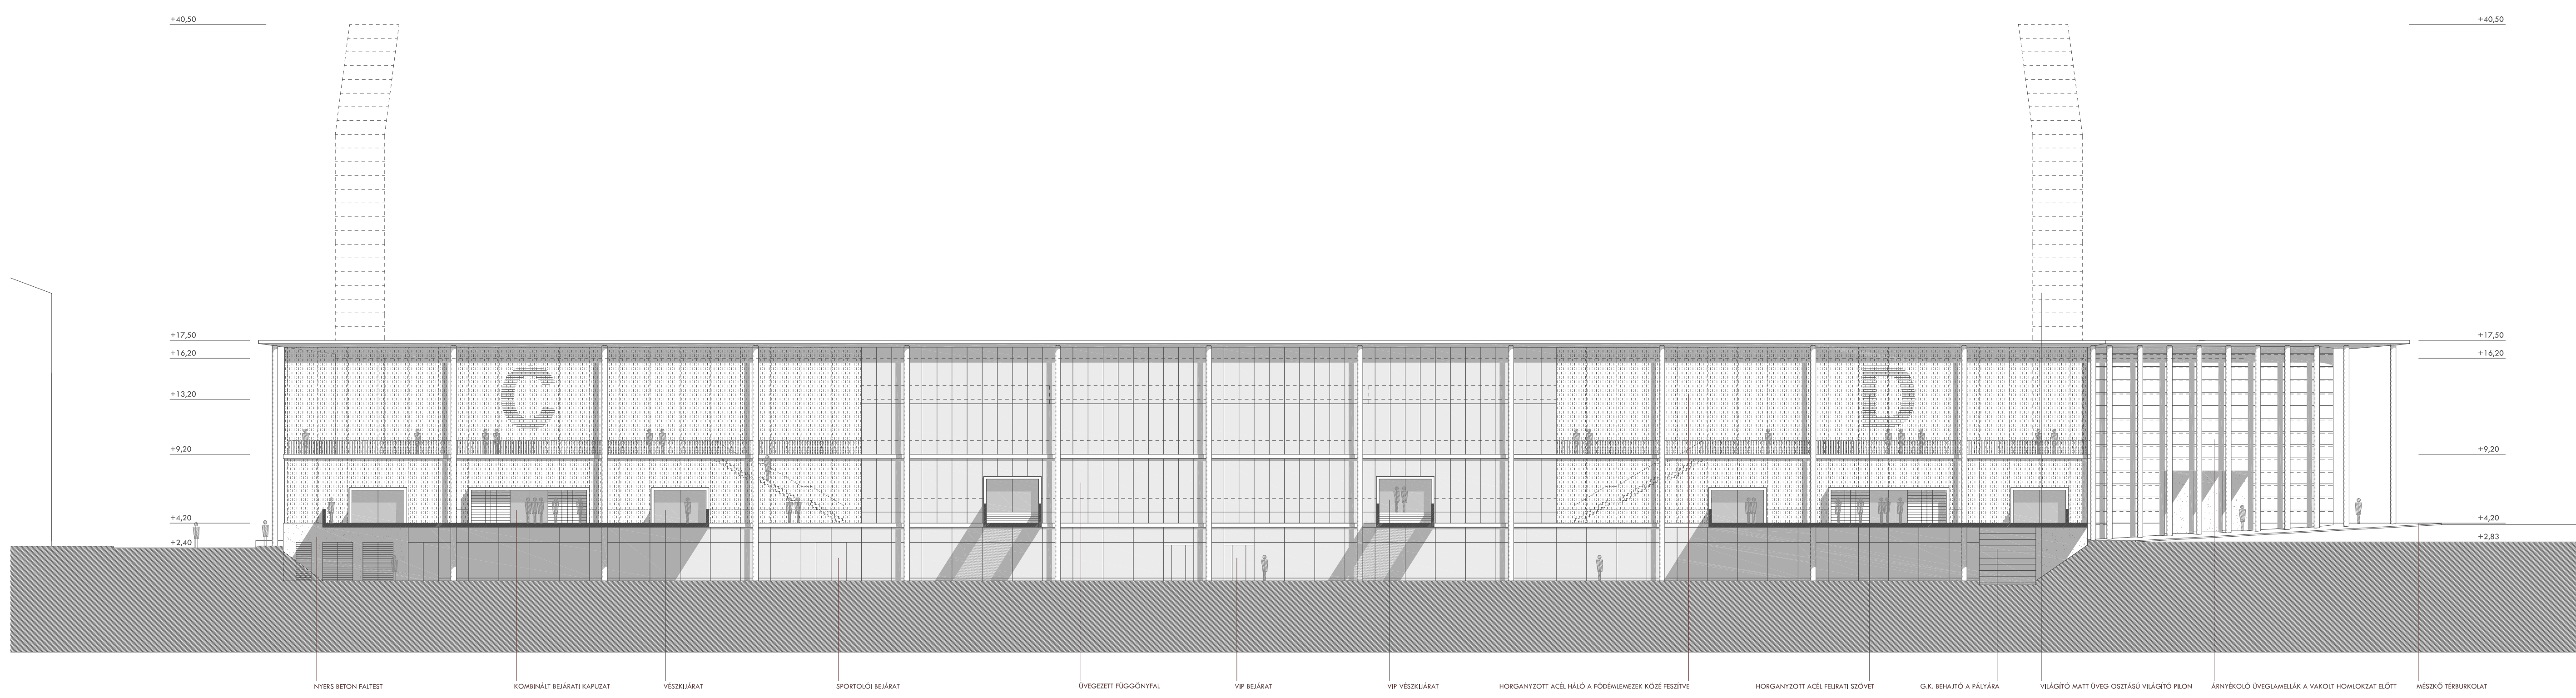 +40,50
+40,50
+17,50
+17,50
+16,20
+16,20
C
D
+13,20
+9,20
+9,20
+4,20
+4,20
+2,40
+2,83
NYERS BETON FALTEST
KOMBINÁLT BEJÁRATI KAPUZAT
VÉSZKIJÁRAT
SPORTOLÓI BEJÁRAT
ÜVEGEZETT FÜGGÖNYFAL
VIP BEJÁRAT
VIP VÉSZKIJÁRAT
HORGANYZOTT ACÉL HÁLÓ A FÖDÉMLEMEZEK KÖZÉ FESZÍTVE
HORGANYZOTT ACÉL FELIRATI SZÖVET
G.K. BEHAJTÓ A PÁLYÁRA
VILÁGÍTÓ MATT ÜVEG OSZTÁSÚ VILÁGÍTÓ PILON
ÁRNYÉKOLÓ ÜVEGLAMELLÁK A VAKOLT HOMLOKZAT ELŐTT
MÉSZKŐ TÉRBURKOLAT